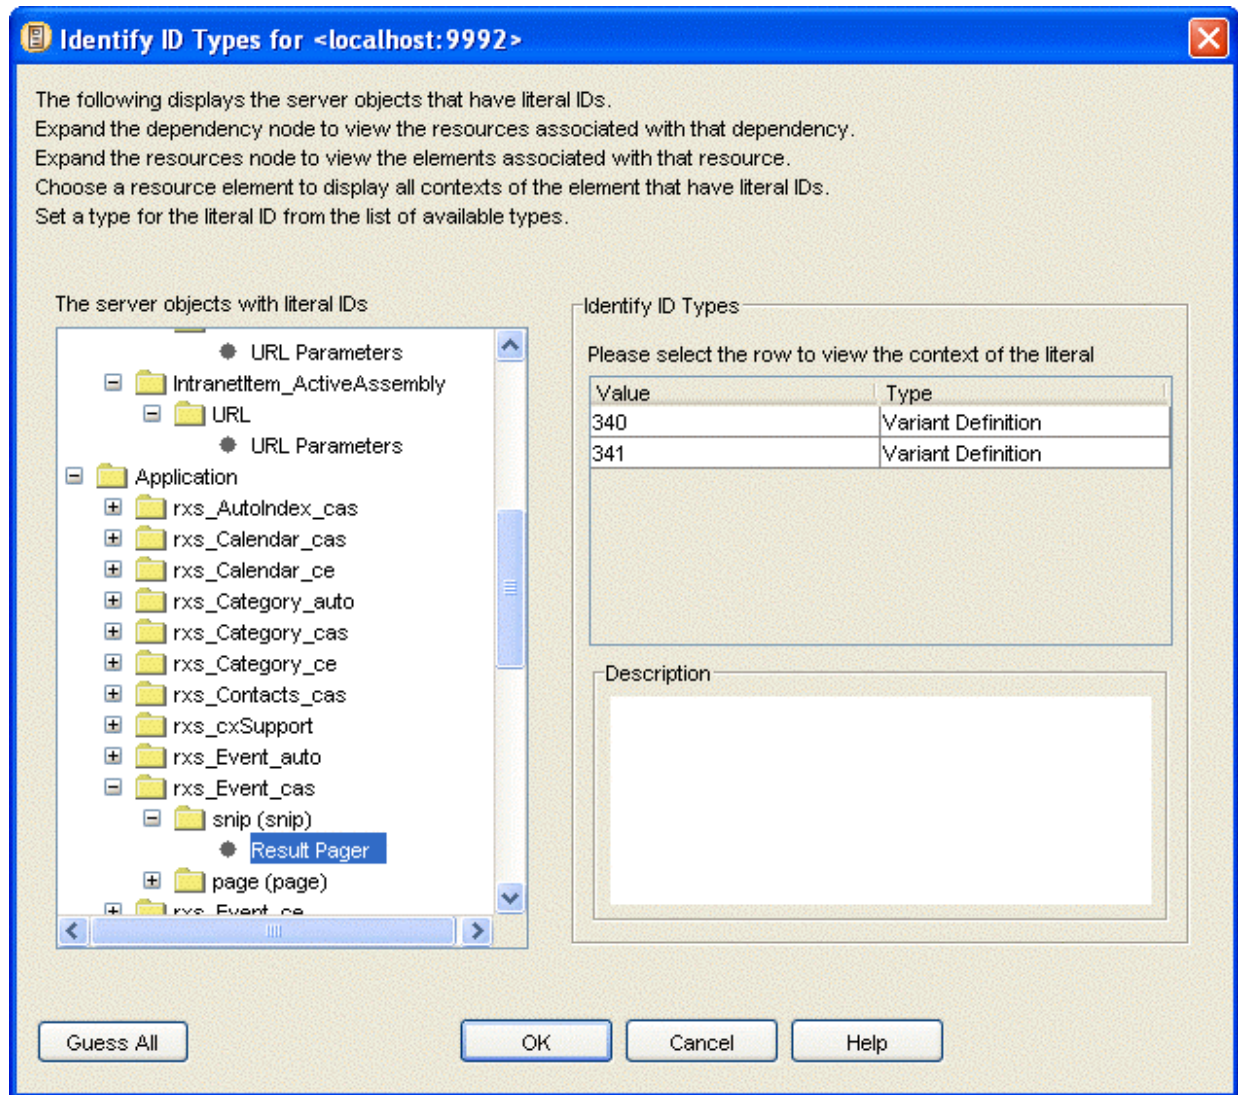 Identify ID Types for <localhost:9992>
The following displays the server objects that have literal IDs.
Expand the dependency node to view the resources associated with that dependency.
Expand the resources node to view the elements associated with that resource.
Choose a resource element to display all contexts of the element that have literal IDs.
Set a type for the literal ID from the list of available types.
The server objects with literal IDs
URL Parameters
IntranetItem_ActiveAssembly
URL
URL Parameters
Application
rxs_AutoIndex_cas
rxs_Calendar_cas
rxs_Calendar_ce
rxs_Category_auto
rxs_Category_cas
rxs_Category_ce
rxs_Contacts_cas
rxs_cxSupport
rxs_Event_auto
rxs_Event_cas
snip (snip)
Result Pager
page (page)
rxs_Event_ce
Identify ID Types
Please select the row to view the context of the literal
Value Type
340 Variant Definition
341 Variant Definition
Description
Guess All OK Cancel Help